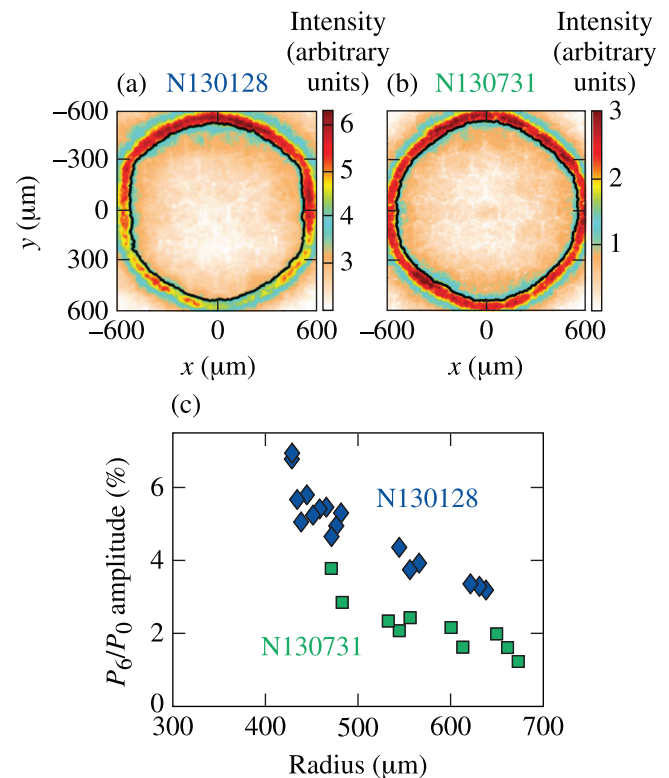 Intensity Intensity
(arbitrary (arbitrary
(a) N130128 units) (b) N130731 units)
–600 6 3
–300 5 2
y (μm) 0 4
300 3 1
600
–600 0 600 –600 0 600
x (μm) x (μm)
(c)
P6/P0 amplitude (%)
6
N130128
4
2
N130731
0
300 400 500 600 700
Radius (μm)